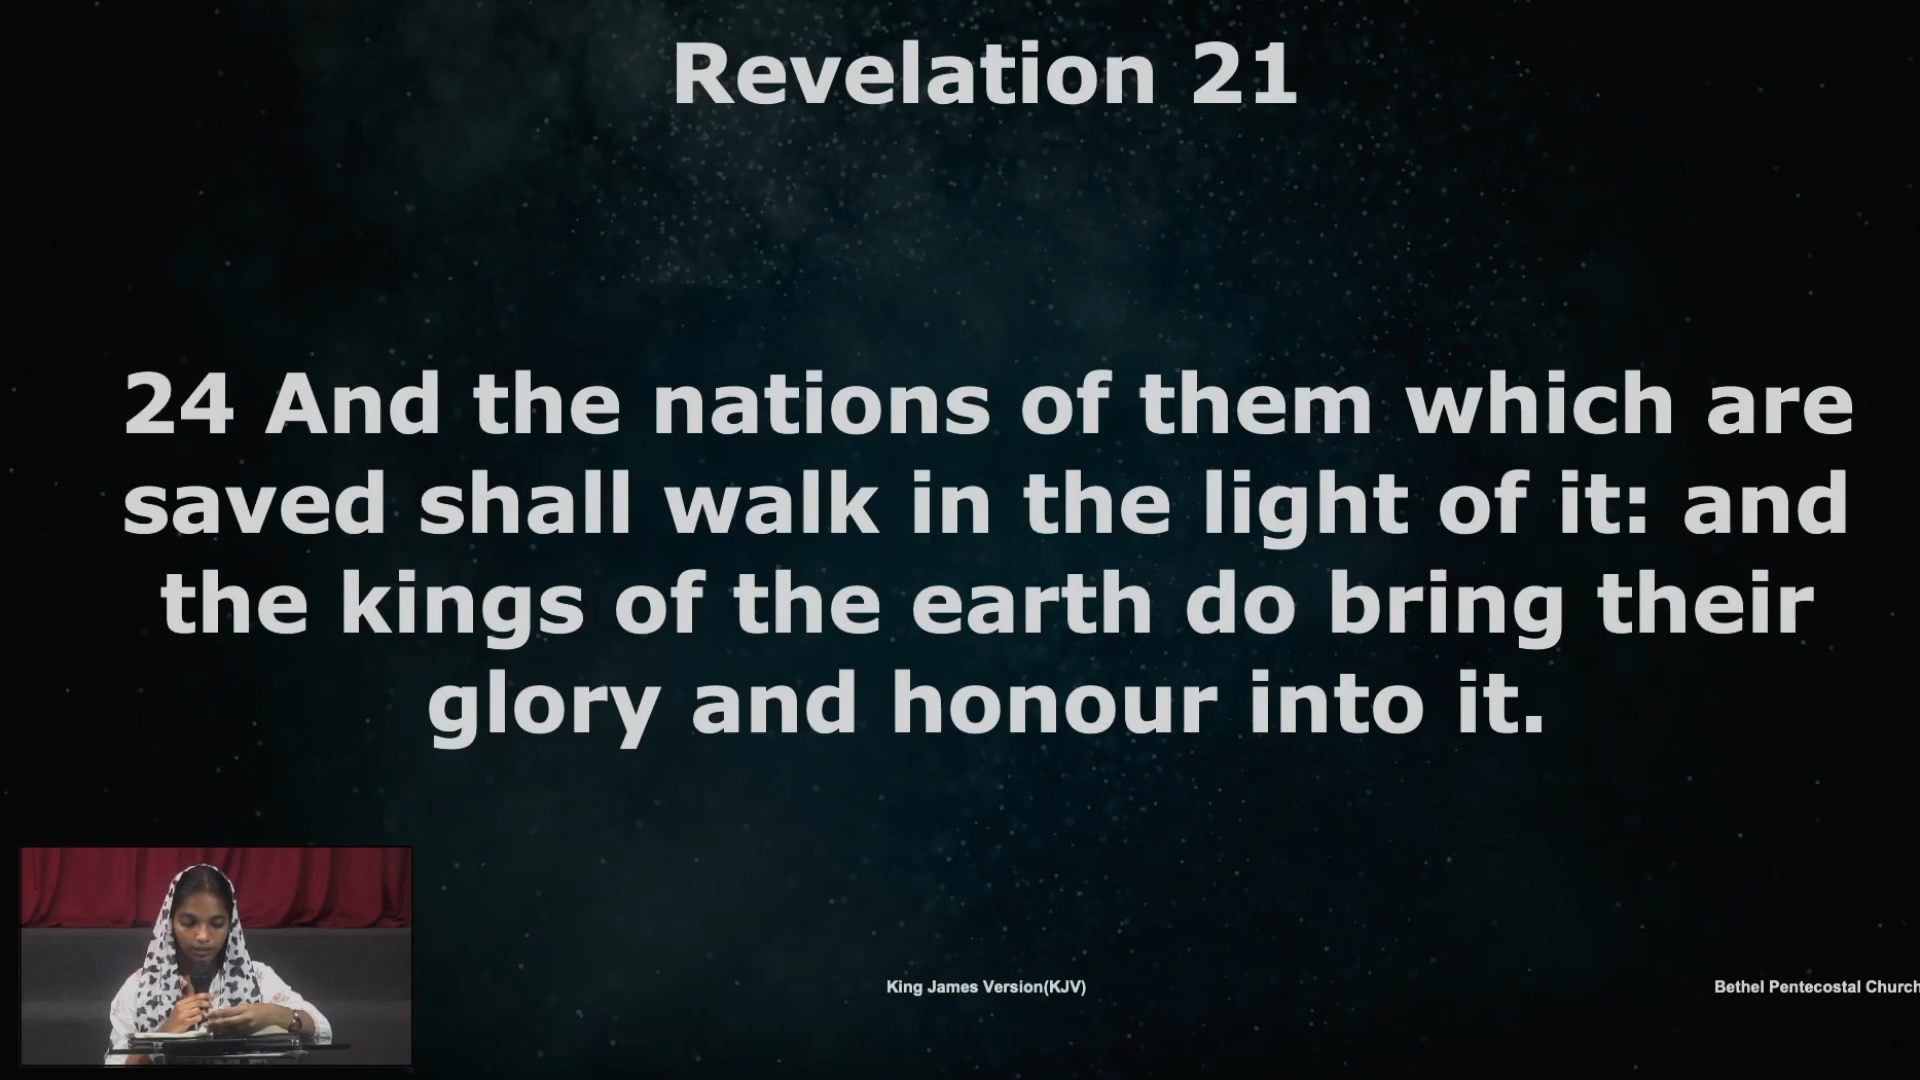 Revelation 21
24 And the nations of them which are
saved shall walk in the light of it: and
the kings of the earth do bring their
glory and honour into it.
King James Version(KJV)
Bethel Pentecostal Church